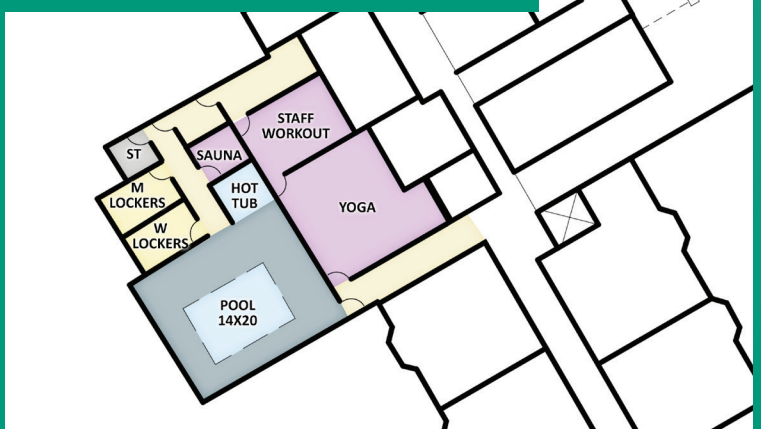 STAFF
WORKOUT
ST
SAUNA
M
LOCKERS
HOT
TUB
YOGA
W
LOCKERS
POOL
14X20